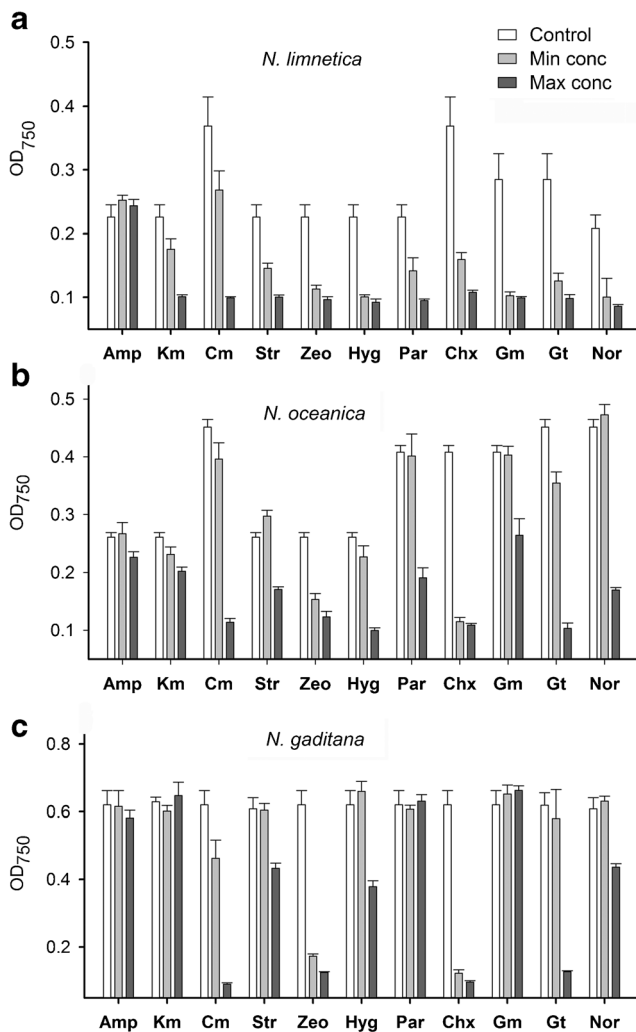 a
0.5
N. limnetica
Control
Min conc
Max conc
0.4
0.3
0.2
0.1
OD750
Amp Km Cm Str Zeo Hyg Par Chx Gm Gt Nor
b
0.5
N. oceanica
0.4
0.3
0.2
0.1
OD750
Amp Km Cm Str Zeo Hyg Par Chx Gm Gt Nor
c
0.8
N. gaditana
0.6
0.4
0.2
OD750
Amp Km Cm Str Zeo Hyg Par Chx Gm Gt Nor